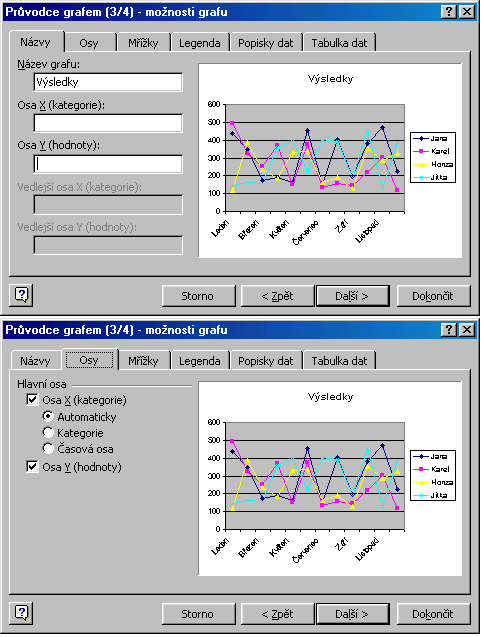 Průvodce grafem (3/4) - možnosti grafu
Názvy Osy Mřížky Legenda Popisky dat Tabulka dat
Název grafu:
Výsledky
Osa X (kategorie):
Osa Y (hodnoty):
Vedlejší osa X (kategorie):
Vedlejší osa Y (hodnoty):
Výsledky
600
500
400
300
200
100
0
Leden Březen Květen Červenec Září Listopad
Jana
Karel
Honza
Jitka
Storno < Zpět Další > Dokončit
Průvodce grafem (3/4) - možnosti grafu
Názvy Osy Mřížky Legenda Popisky dat Tabulka dat
Hlavní osa
Osa X (kategorie)
Automaticky
Kategorie
Časová osa
Osa Y (hodnoty)
Výsledky
600
500
400
300
200
100
0
Leden Březen Květen Červenec Září Listopad
Jana
Karel
Honza
Jitka
Storno < Zpět Další > Dokončit